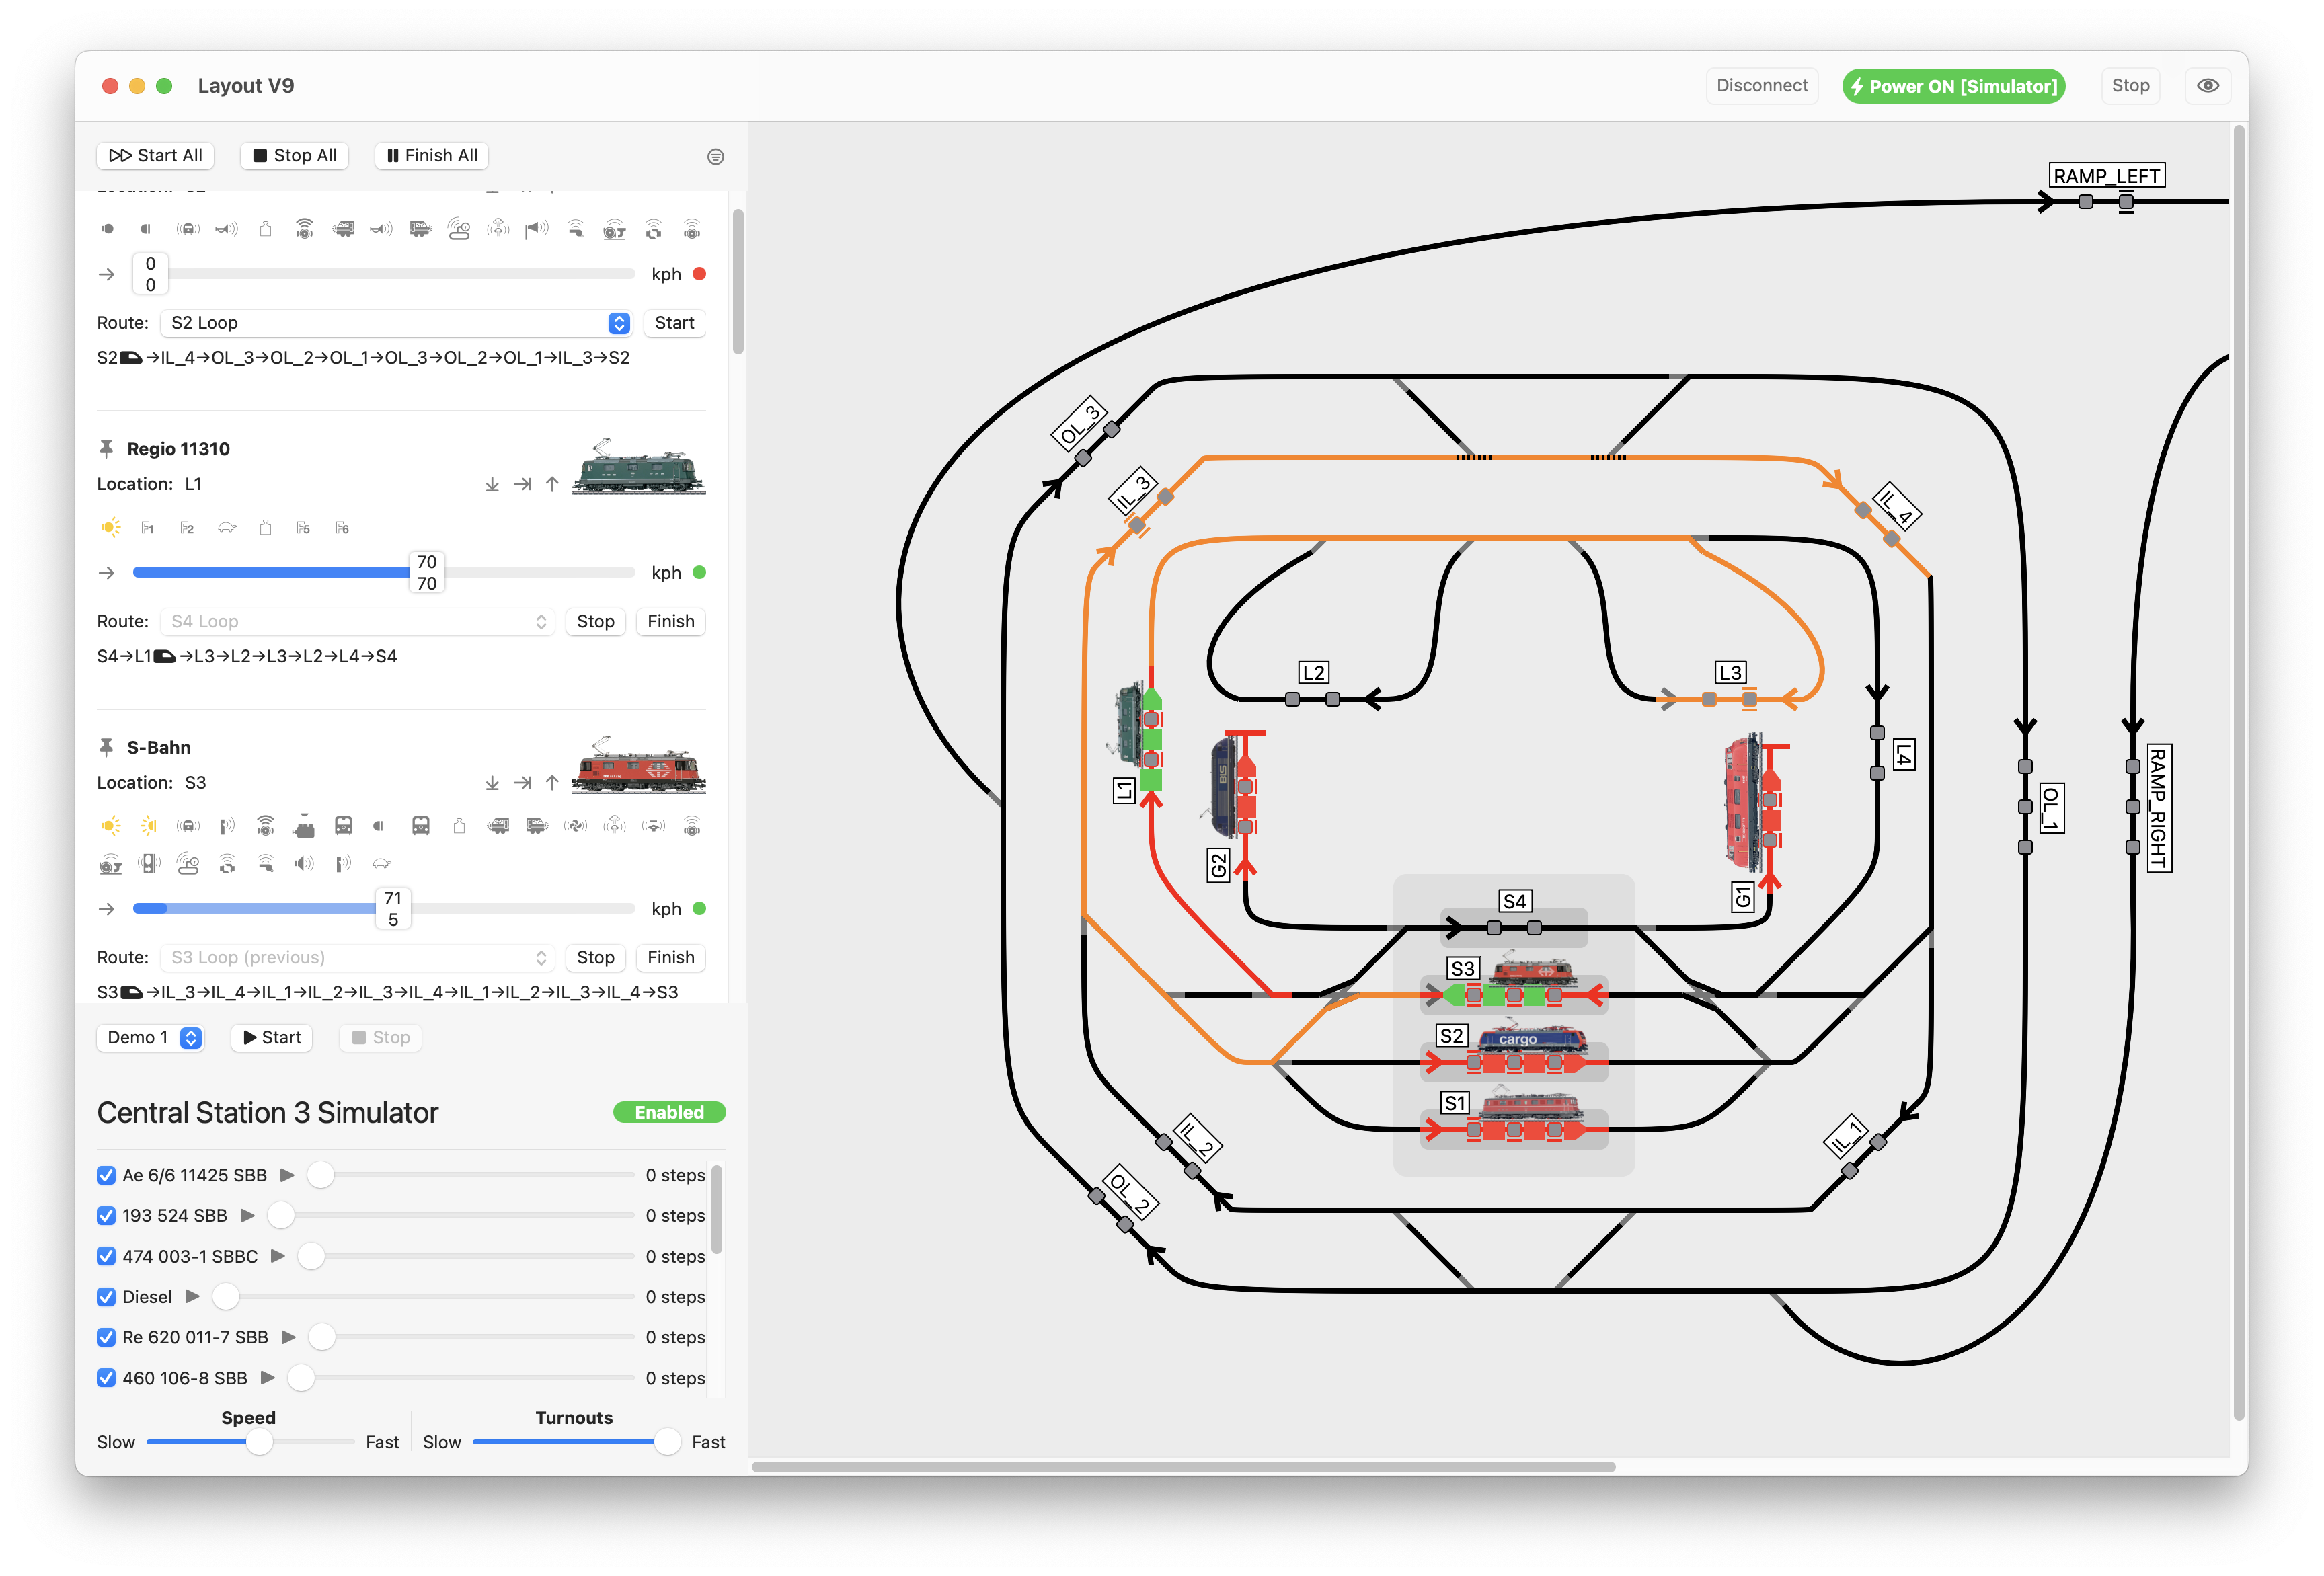 Layout V9
Disconnect
Power ON [Simulator]
Stop
Start All
Stop All
Finish All
0
0
kph
Route: S2 Loop
Start
S2→IL_4→OL_3→OL_2→OL_1→OL_3→OL_2→OL_1→IL_3→S2
Regio 11310
Location: L1
F1 F2 F5 F6
70
70
kph
Route: S4 Loop
Stop
Finish
S4→L1→L3→L2→L3→L2→L4→S4
S-Bahn
Location: S3
71
5
kph
Route: S3 Loop (previous)
Stop
Finish
S3→IL_3→IL_4→IL_1→IL_2→IL_3→IL_4→IL_1→IL_2→IL_3→IL_4→S3
Demo 1
Start
Stop
Central Station 3 Simulator
Enabled
Ae 6/6 11425 SBB
0 steps
193 524 SBB
0 steps
474 003-1 SBBC
0 steps
Diesel
0 steps
Re 620 011-7 SBB
0 steps
460 106-8 SBB
0 steps
Speed
Slow
Fast
Turnouts
Slow
Fast
RAMP_LEFT
OL_3
IL_3
IL_4
L2
L3
L1
G2
BLS
G1
L4
OL_1
RAMP_RIGHT
S4
S3
S2
cargo
S1
IL_2
OL_2
IL_1